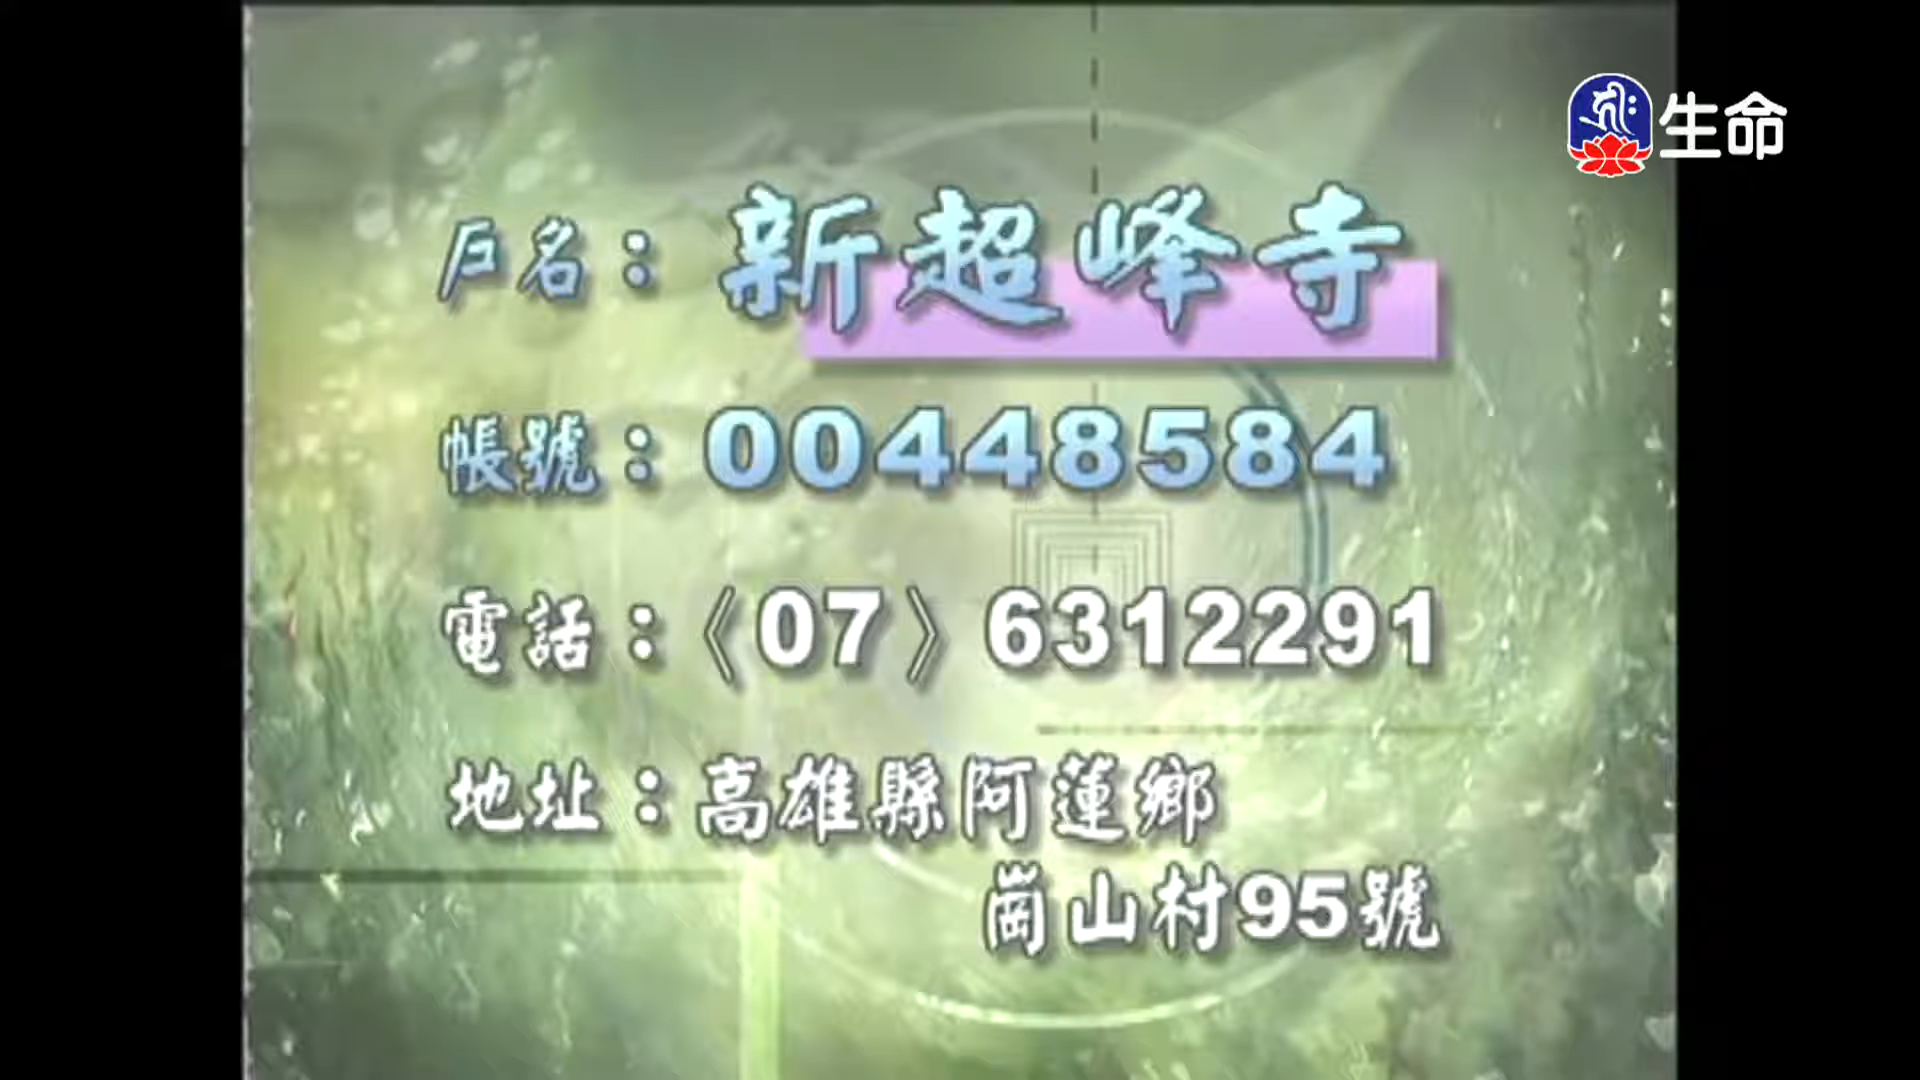 生命
戶名：新超峰寺
帳號：00448584
電話：《07》6312291
地址：高雄縣阿蓮鄉
崗山村95號